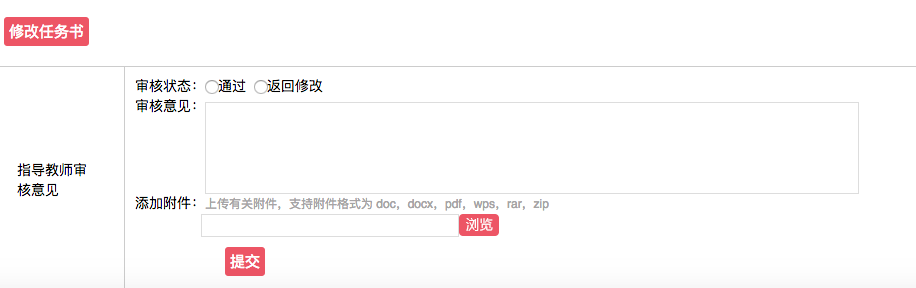 修改任务书
审核状态：通过 返回修改
审核意见：
指导教师审
核意见
添加附件：上传有关附件，支持附件格式为 doc，docx，pdf，wps，rar，zip
浏览
提交